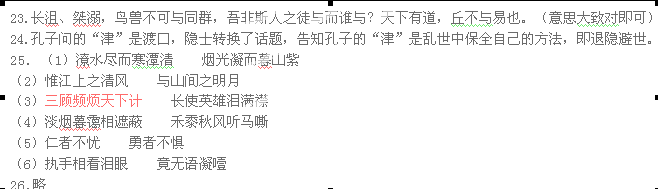 23.长沮、桀溺，鸟兽不可与同群，吾非斯人之徒与而谁与？天下有道，丘不与易也。（意思大致对即可）
24.孔子问的“津”是渡口，隐士转换了话题，告知孔子的“津”是乱世中保全自己的方法，即退隐避世。
25. （1）潦水尽而寒潭清 烟光凝而暮山紫
（2）惟江上之清风 与山间之明月
（3）三顾频烦天下计 长使英雄泪满襟
（4）淡烟暮霭相遮蔽 禾黍秋风听马嘶
（5）仁者不忧 勇者不惧
（6）执手相看泪眼 竟无语凝噎
26.略